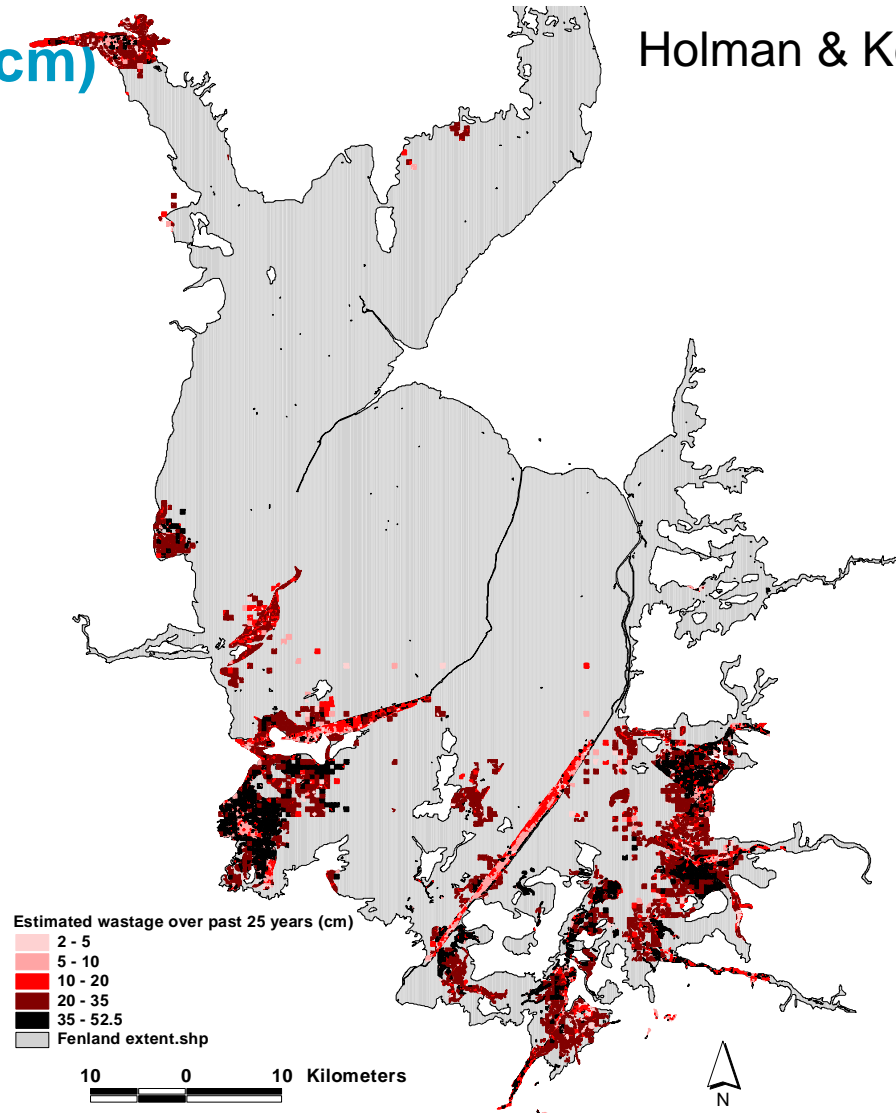 cm)
Holman & K
Estimated wastage over past 25 years (cm)
2 - 5
5 - 10
10 - 20
20 - 35
35 - 52.5
Fenland extent.shp
10 0 10 Kilometers
N